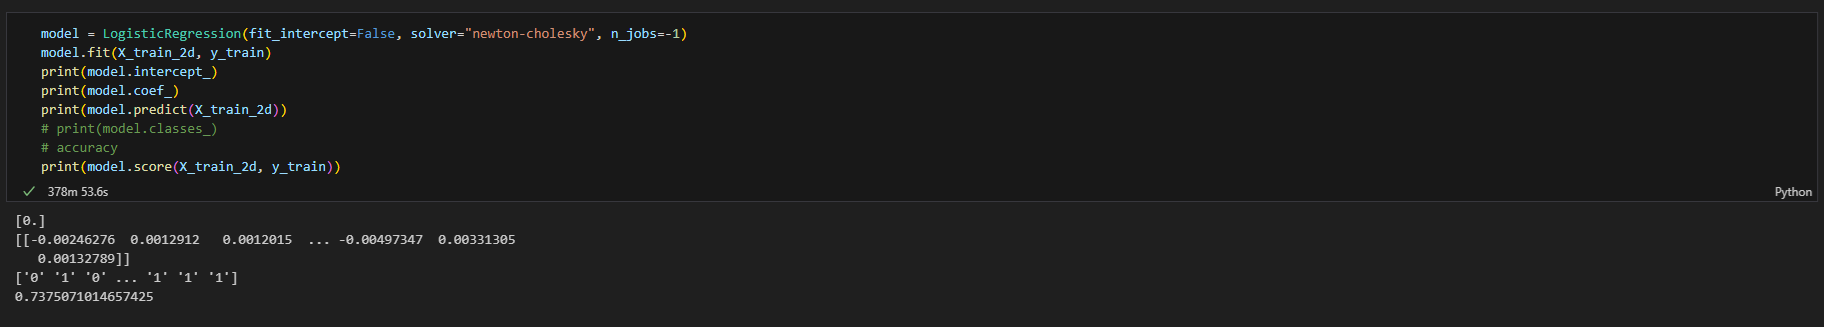 model = LogisticRegression(fit_intercept=False, solver="newton-cholesky", n_jobs=-1)
model.fit(X_train_2d, y_train)
print(model.intercept_)
print(model.coef_)
print(model.predict(X_train_2d))
# print(model.classes_)
# accuracy
print(model.score(X_train_2d, y_train))
378m 53.6s
Python
[0.]
[[-0.00246276 0.0012912 0.0012015 ... -0.00497347 0.00331305
0.00132789]]
['0' '1' '0' ... '1' '1' '1']
0.7375071014657425